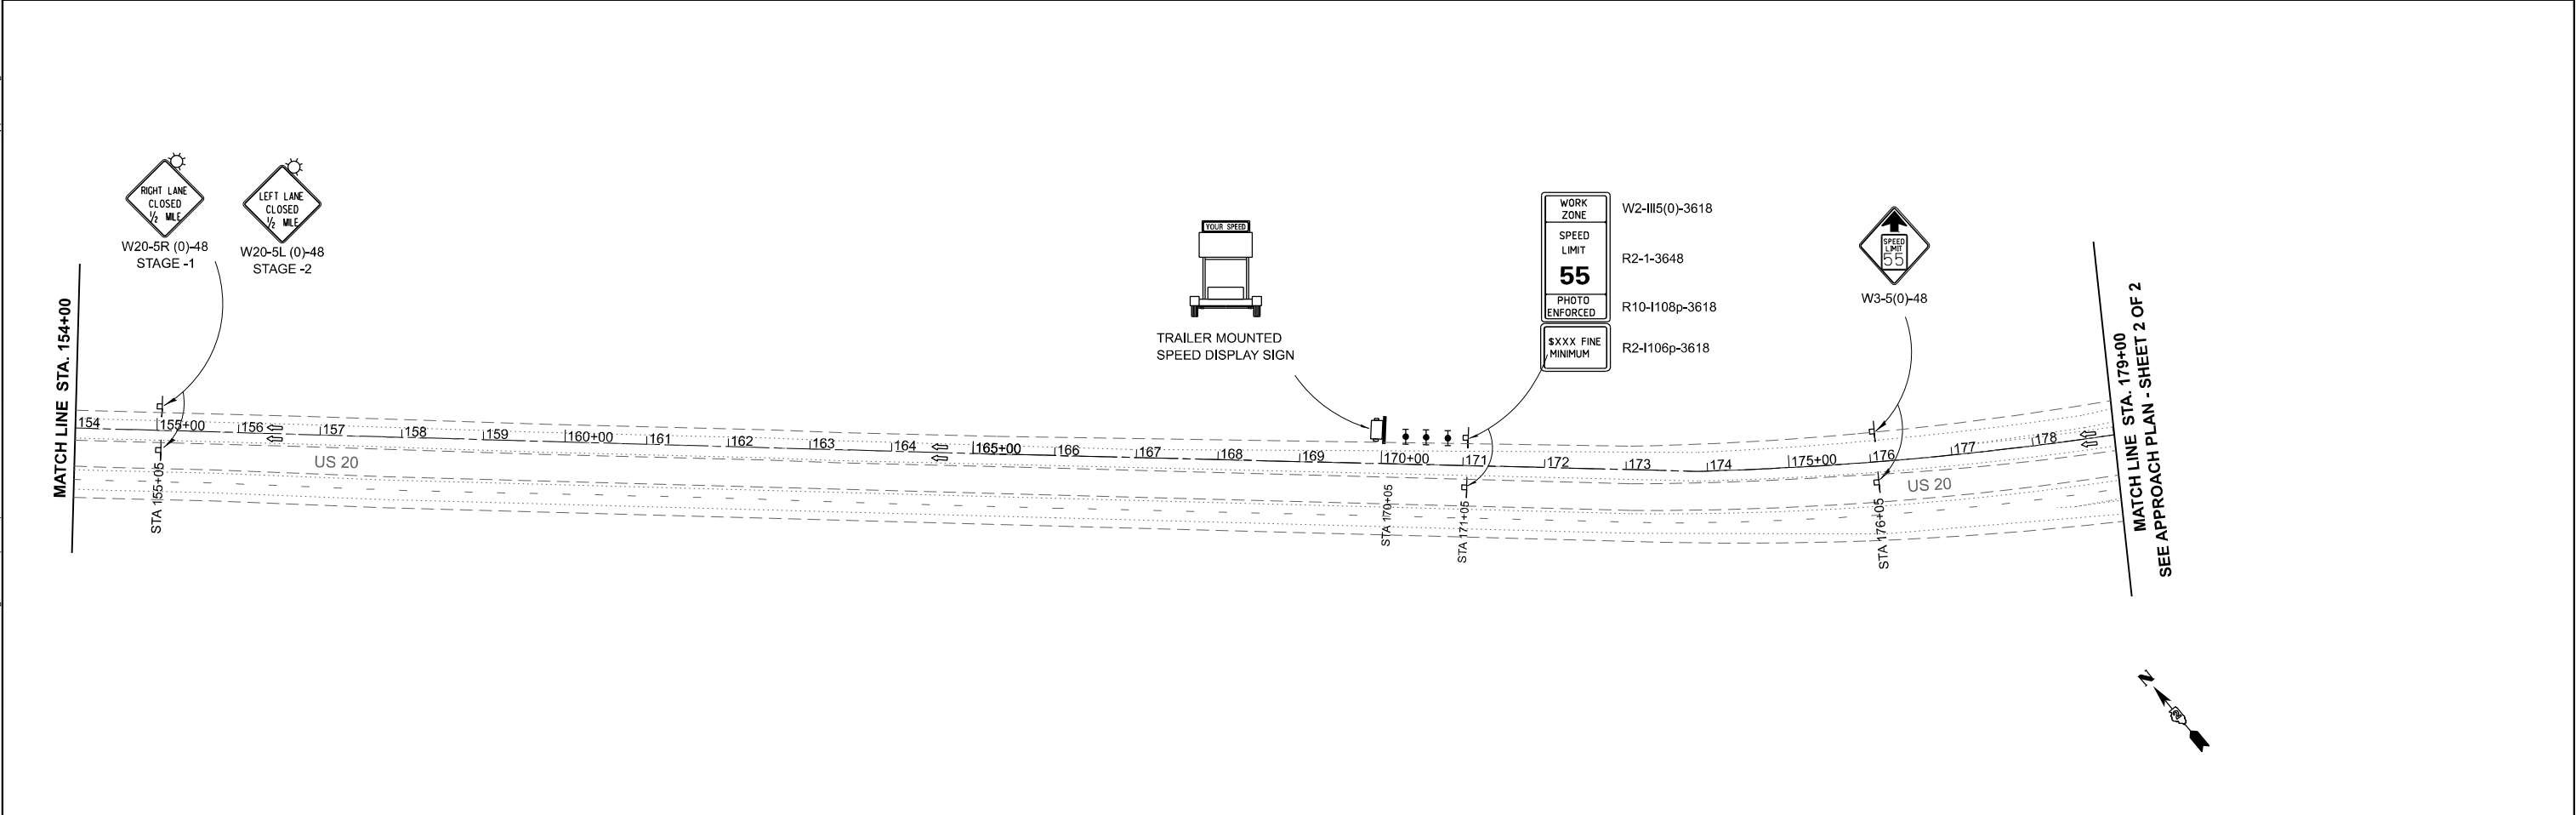 RIGHT LANE
CLOSED
1/2 MILE
W20-5R (0)-48
STAGE -1
LEFT LANE
CLOSED
1/2 MILE
W20-5L (0)-48
STAGE -2
YOUR SPEED
TRAILER MOUNTED
SPEED DISPLAY SIGN
WORK
ZONE
W2-III5(0)-3618
SPEED
LIMIT
55
R2-1-3648
PHOTO
ENFORCED
R10-I108p-3618
$XXX FINE
MINIMUM
R2-I106p-3618
SPEED
LIMIT
55
W3-5(0)-48
MATCH LINE STA. 154+00
154 155+00 156 157 158 159 160+00 161 162 163 164 165+00 166 167 168 169 170+00 171 172 173 174 175+00 176 177 178
US 20
US 20
STA 155+05
STA 170+05
STA 171+05
STA 176+05
MATCH LINE STA. 179+00
SEE APPROACH PLAN - SHEET 2 OF 2
N